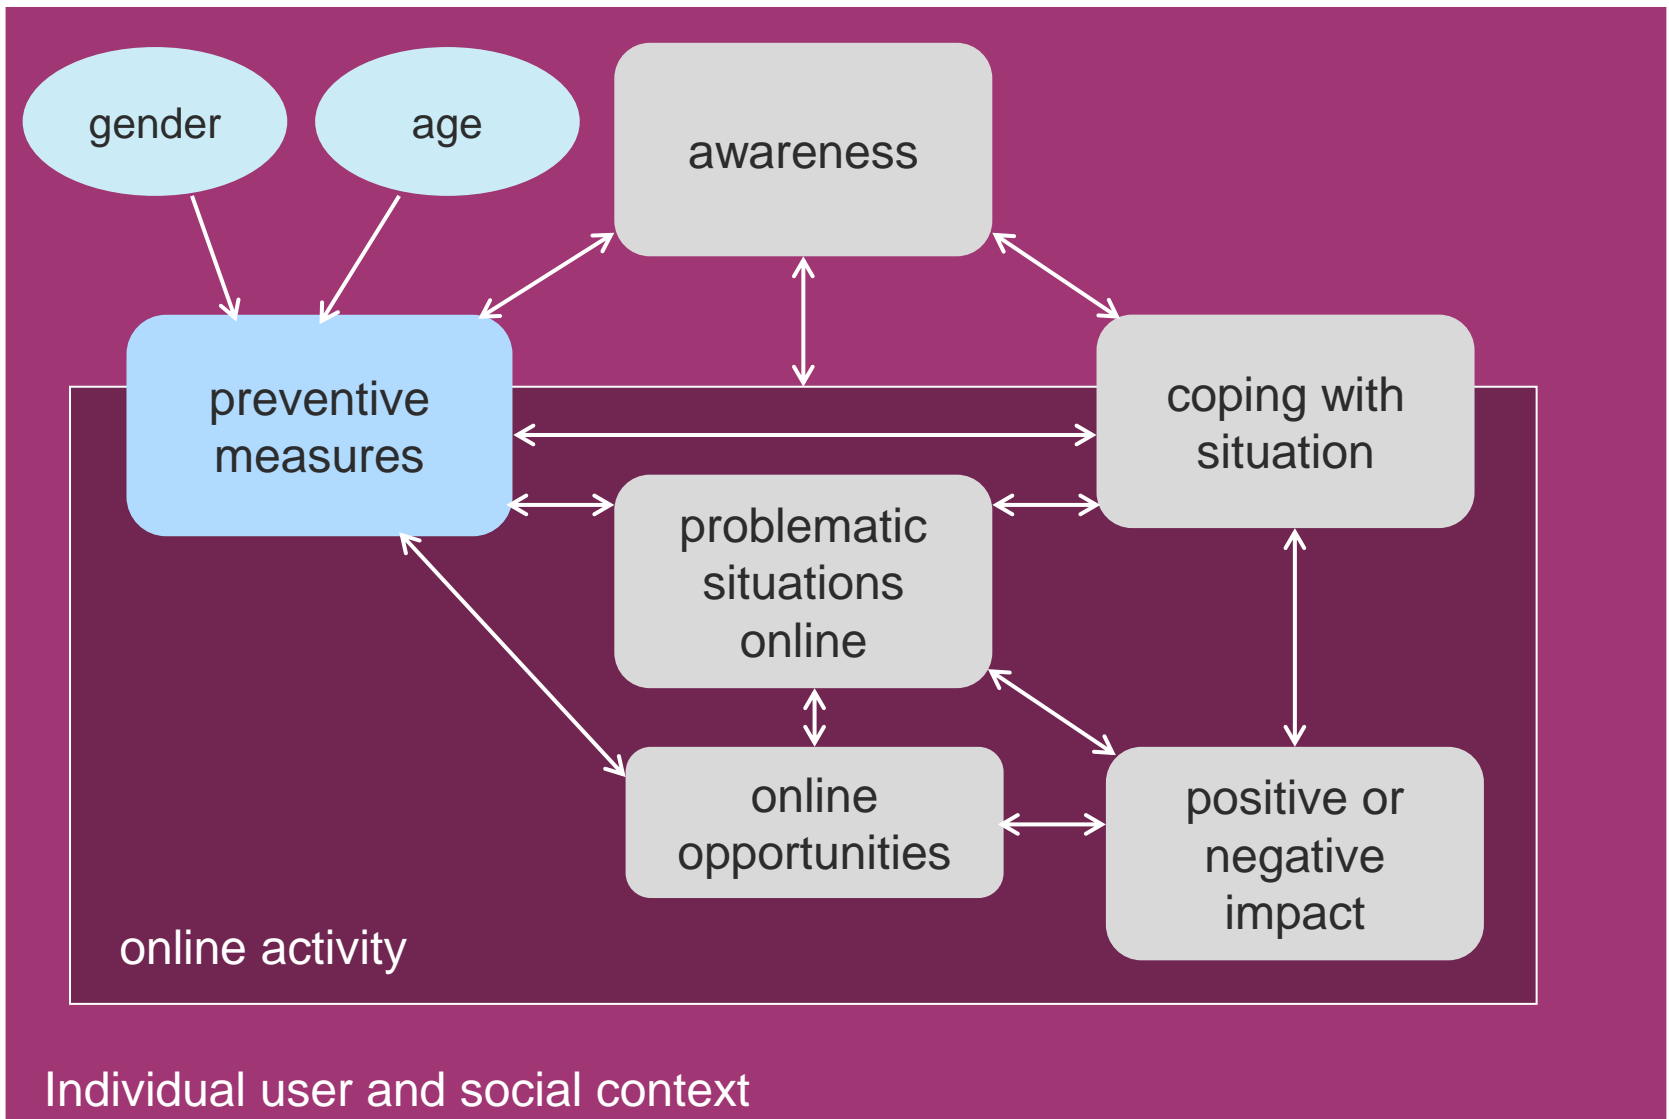 gender
age
awareness
preventive
measures
coping with
situation
problematic
situations
online
online
opportunities
positive or
negative
impact
online activity
Individual user and social context